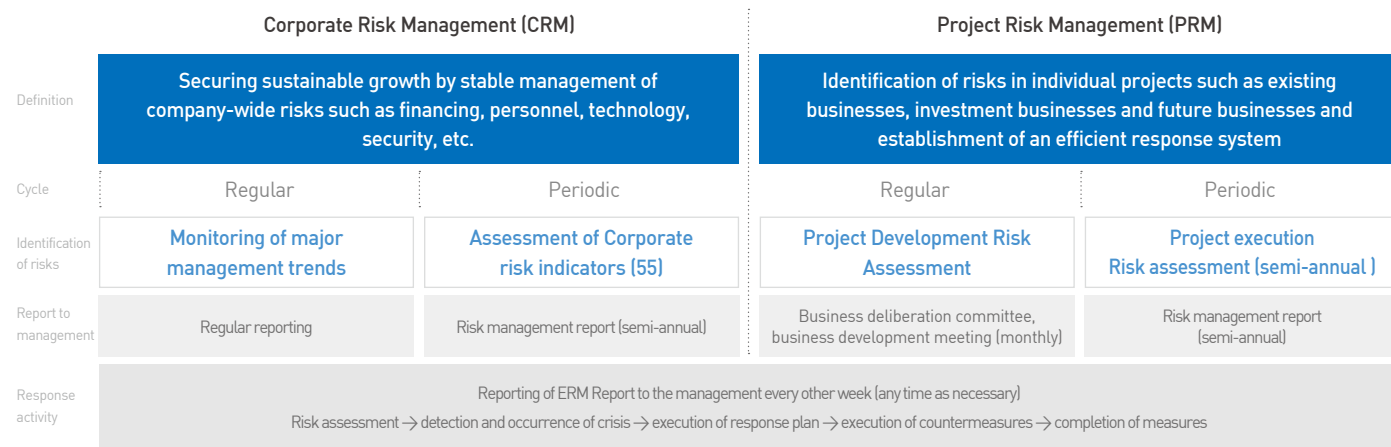 Corporate Risk Management (CRM)
Project Risk Management (PRM)
Definition
Securing sustainable growth by stable management of
company-wide risks such as financing, personnel, technology,
security, etc.
Identification of risks in individual projects such as existing
businesses, investment businesses and future businesses and
establishment of an efficient response system
Cycle
Regular
Periodic
Regular
Periodic
Identification
of risks
Monitoring of major
management trends
Assessment of Corporate
risk indicators (55)
Project Development Risk
Assessment
Project execution
Risk assessment (semi-annual )
Report to
management
Regular reporting
Risk management report (semi-annual)
Business deliberation committee,
business development meeting (monthly)
Risk management report
(semi-annual)
Response
activity
Reporting of ERM Report to the management every other week (any time as necessary)
Risk assessment → detection and occurrence of crisis → execution of response plan → execution of countermeasures → completion of measures